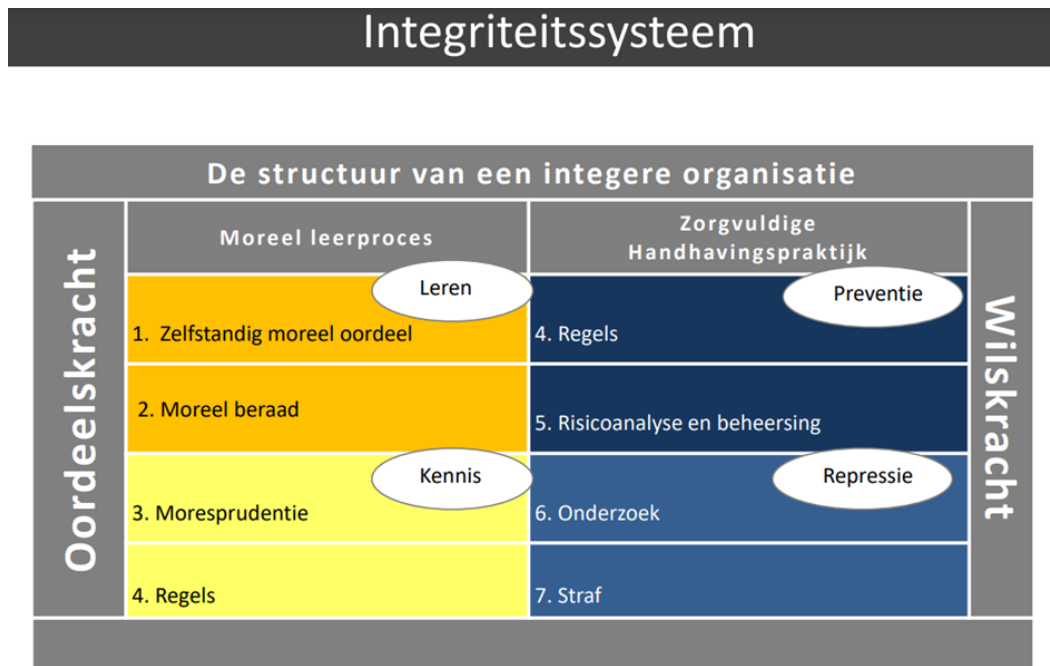 Integriteitssysteem
De structuur van een integere organisatie
Oordeelskracht
Moreel leerproces
Zorgvuldige
Handhavingspraktijk
Wilskracht
Leren
1. Zelfstandig moreel oordeel
Preventie
4. Regels
2. Moreel beraad
5. Risicoanalyse en beheersing
Kennis
3. Moresprudentie
Repressie
6. Onderzoek
4. Regels
7. Straf